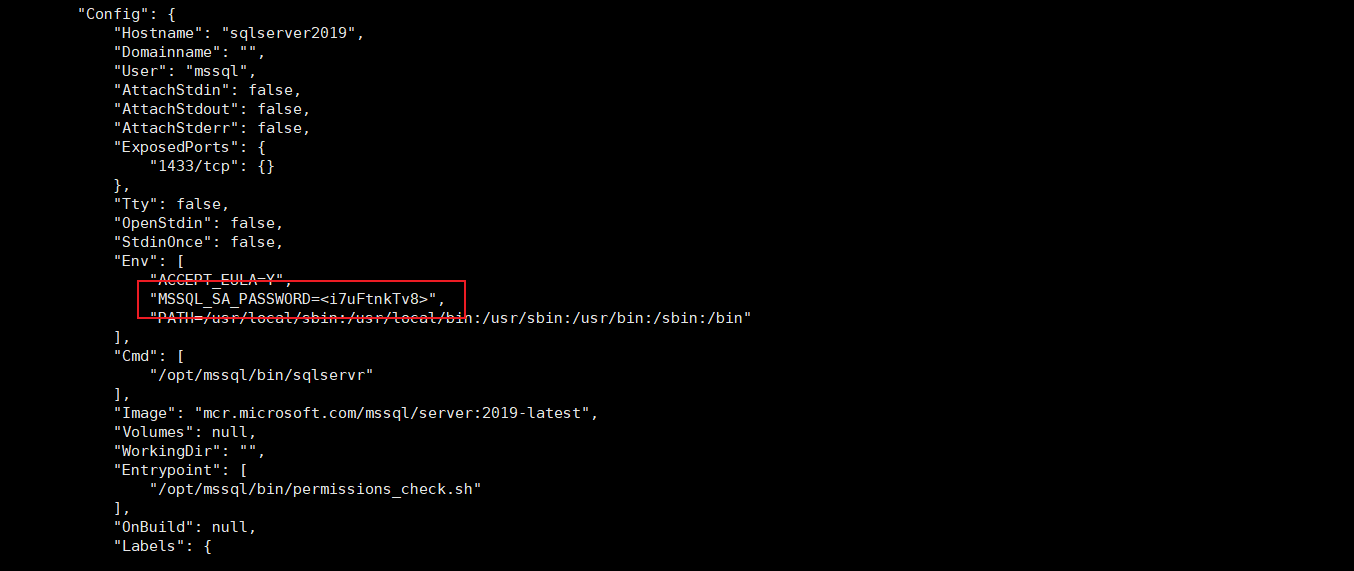 "Config": {
"Hostname": "sqlserver2019",
"Domainname": "",
"User": "mssql",
"AttachStdin": false,
"AttachStdout": false,
"AttachStderr": false,
"ExposedPorts": {
"1433/tcp": {}
},
"Tty": false,
"OpenStdin": false,
"StdinOnce": false,
"Env": [
"ACCEPT_EULA=Y",
"MSSQL_SA_PASSWORD=<i7uFtnkTv8>",
"PATH=/usr/local/sbin:/usr/local/bin:/usr/sbin:/usr/bin:/sbin:/bin"
],
"Cmd": [
"/opt/mssql/bin/sqlservr"
],
"Image": "mcr.microsoft.com/mssql/server:2019-latest",
"Volumes": null,
"WorkingDir": "",
"Entrypoint": [
"/opt/mssql/bin/permissions_check.sh"
],
"OnBuild": null,
"Labels": {